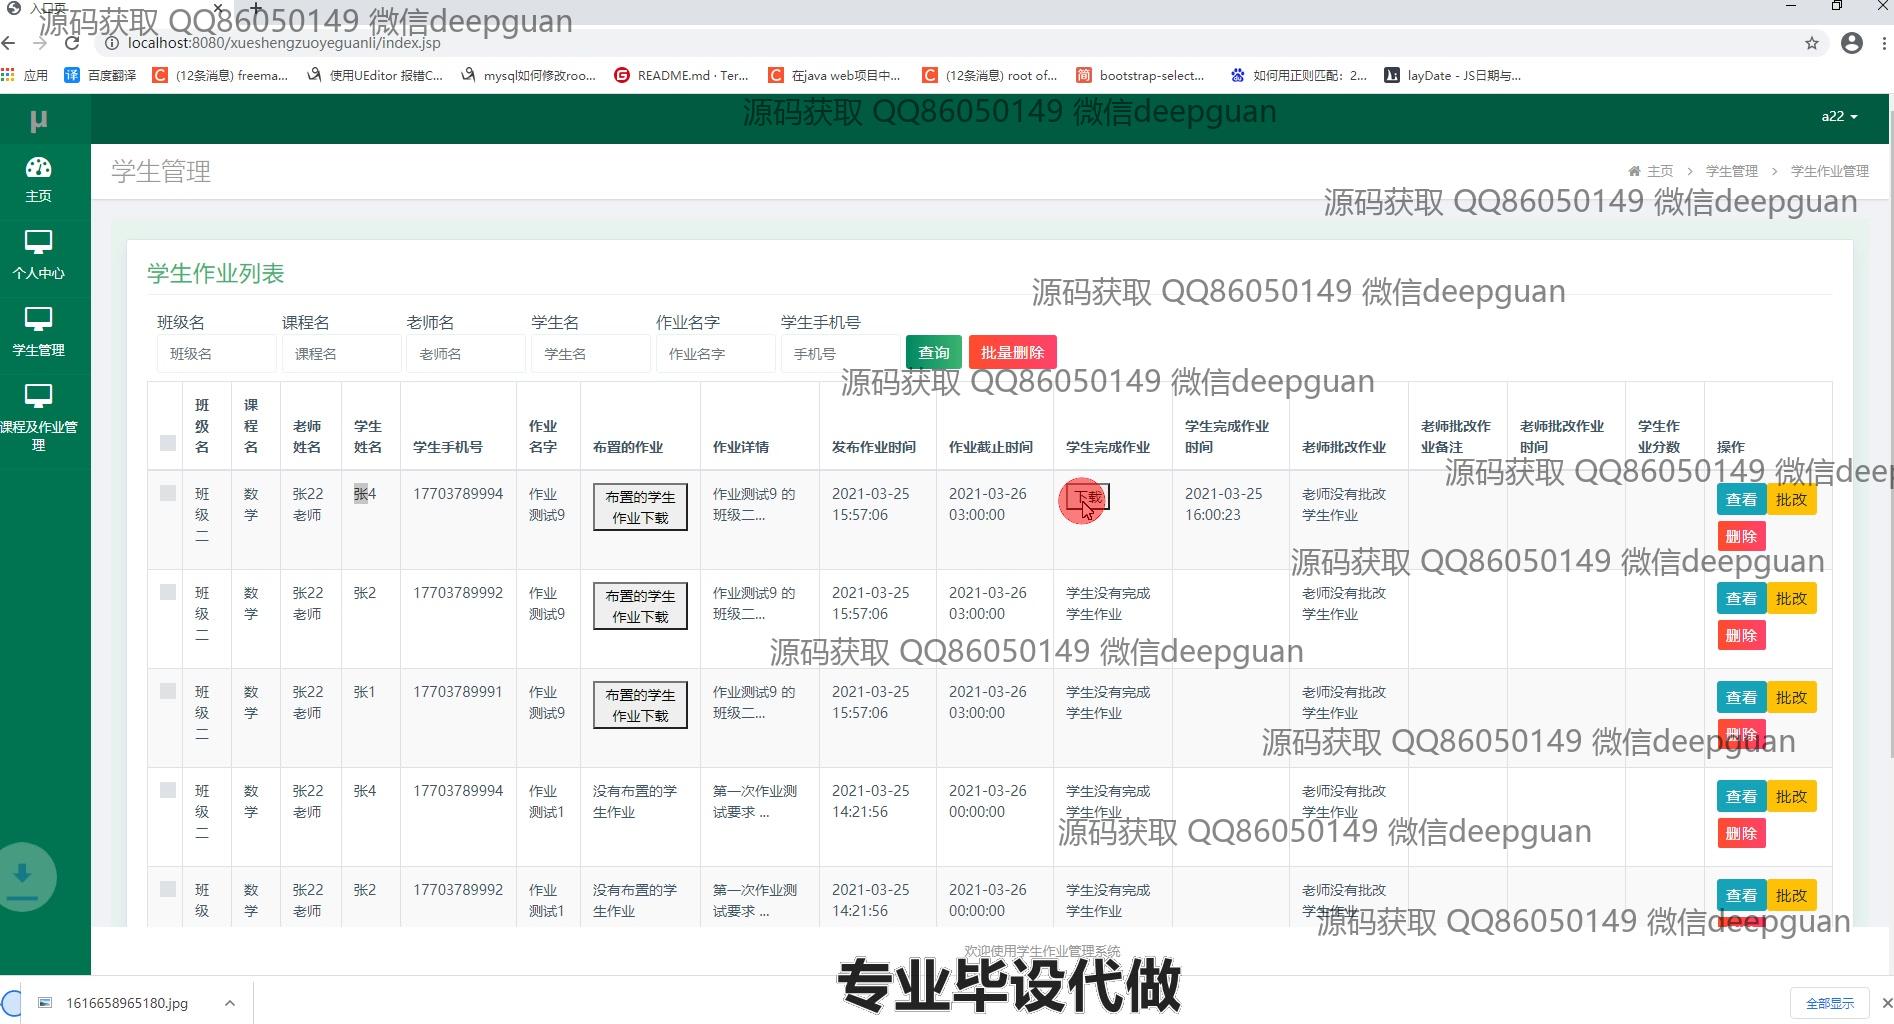 入口页
源码获取 QQ86050149 微信deepguan
localhost:8080/xueshengzuoyeguanli/index.jsp
应用 百度翻译 (12条消息) freema... 使用UEditor 报错C... mysql如何修改roo... README.md · Ter... 在java web项目中... (12条消息) root of... bootstrap-select... 如何用正则匹配：2... layDate - JS日期与...
源码获取 QQ86050149 微信deepguan
μ
a22
主页
个人中心
学生管理
课程及作业管
理
学生管理
主页 > 学生管理 > 学生作业管理
源码获取 QQ86050149 微信deepguan
学生作业列表
源码获取 QQ86050149 微信deepguan
班级名 课程名 老师名 学生名 作业名字 学生手机号
班级名 课程名 老师名 学生名 作业名字 手机号 查询 批量删除
源码获取 QQ86050149 微信deepguan
班级名 课程名 老师姓名 学生姓名 学生手机号 作业名字 布置的作业 作业详情 发布作业时间 作业截止时间 学生完成作业 学生完成作业时间 老师批改作业 老师批改作业备注 老师批改作业时间 学生作业分数 操作
源码获取 QQ86050149 微信deep
班级二 数学 张22老师 张4 17703789994 作业测试9 布置的学生作业下载 作业测试9 的班级二... 2021-03-25 15:57:06 2021-03-26 03:00:00 下载 2021-03-25 16:00:23 老师没有批改学生作业 查看 批改 删除
源码获取 QQ86050149 微信deepguan
班级二 数学 张22老师 张2 17703789992 作业测试9 布置的学生作业下载 作业测试9 的班级二... 2021-03-25 15:57:06 2021-03-26 03:00:00 学生没有完成学生作业 老师没有批改学生作业 查看 批改 删除
源码获取 QQ86050149 微信deepguan
班级二 数学 张22老师 张1 17703789991 作业测试9 布置的学生作业下载 作业测试9 的班级二... 2021-03-25 15:57:06 2021-03-26 03:00:00 学生没有完成学生作业 老师没有批改学生作业 查看 批改 删除
源码获取 QQ86050149 微信deepguan
班级二 数学 张22老师 张4 17703789994 作业测试1 没有布置的学生作业 第一次作业测试要求 ... 2021-03-25 14:21:56 2021-03-26 00:00:00 学生没有完成学生作业 老师没有批改学生作业 查看 批改 删除
源码获取 QQ86050149 微信deepguan
班级 数学 张22老师 张2 17703789992 作业测试1 没有布置的学生作业 第一次作业测试要求 ... 2021-03-25 14:21:56 2021-03-26 00:00:00 学生没有完成学生作业 老师没有批改学生作业 查看 批改
源码获取 QQ86050149 微信deepguan
欢迎使用学生作业管理系统
专业毕设代做
1616658965180.jpg
全部显示